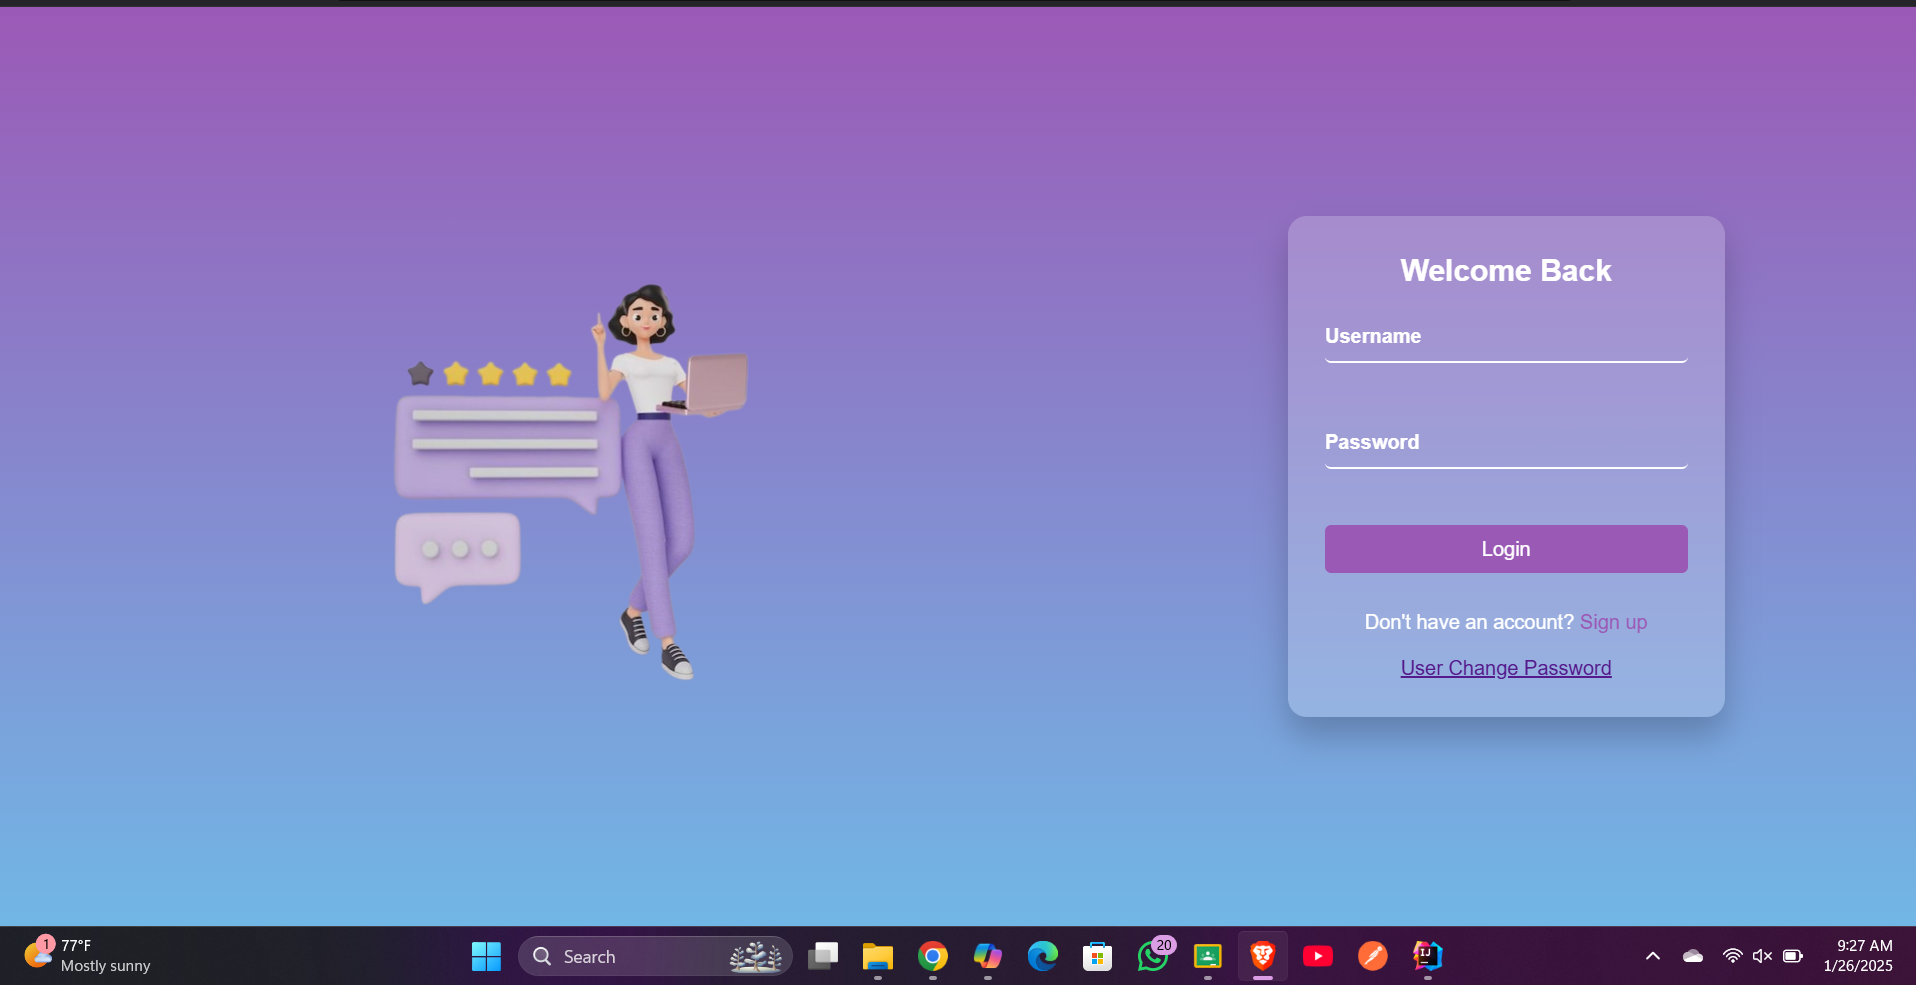 Welcome Back
Username
Password
Login
Don't have an account? Sign up
User Change Password
1
77°F
Mostly sunny
Search
20
IJ
9:27 AM
1/26/2025